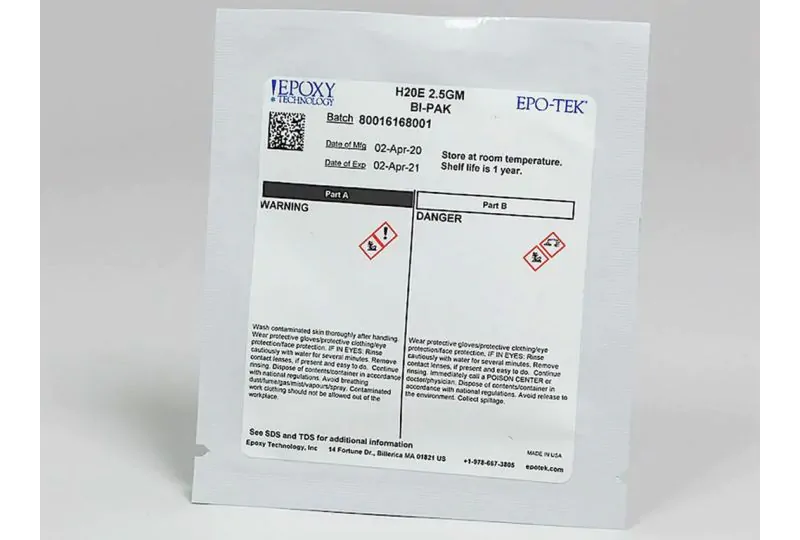 EPOXY
TECHNOLOGY
H20E 2.5GM
BI-PAK
EPO-TEK®
Batch 80016168001
Date of Mfg 02-Apr-20
Date of Exp 02-Apr-21
Store at room temperature.
Shelf life is 1 year.
Part A
WARNING
Wash contaminated skin thoroughly after handling.
Wear protective gloves/protective clothing/eye
protection/face protection. IF IN EYES: Rinse
cautiously with water for several minutes. Remove
contact lenses, if present and easy to do. Continue
rinsing. Dispose of contents/container in accordance
with national regulations. Avoid breathing
dust/fume/gas/mist/vapours/spray. Contaminated
work clothing should not be allowed out of the
workplace.
Part B
DANGER
Wear protective gloves/protective clothing/eye
protection/face protection. IF IN EYES: Rinse
cautiously with water for several minutes. Remove
contact lenses, if present and easy to do. Continue
rinsing. Immediately call a POISON CENTER or
doctor/physician. Dispose of contents/container in
accordance with national regulations. Avoid release to
the environment. Collect spillage.
See SDS and TDS for additional information
Epoxy Technology, Inc 14 Fortune Dr., Billerica MA 01821 US +1-978-667-3805
MADE IN USA
epotek.com